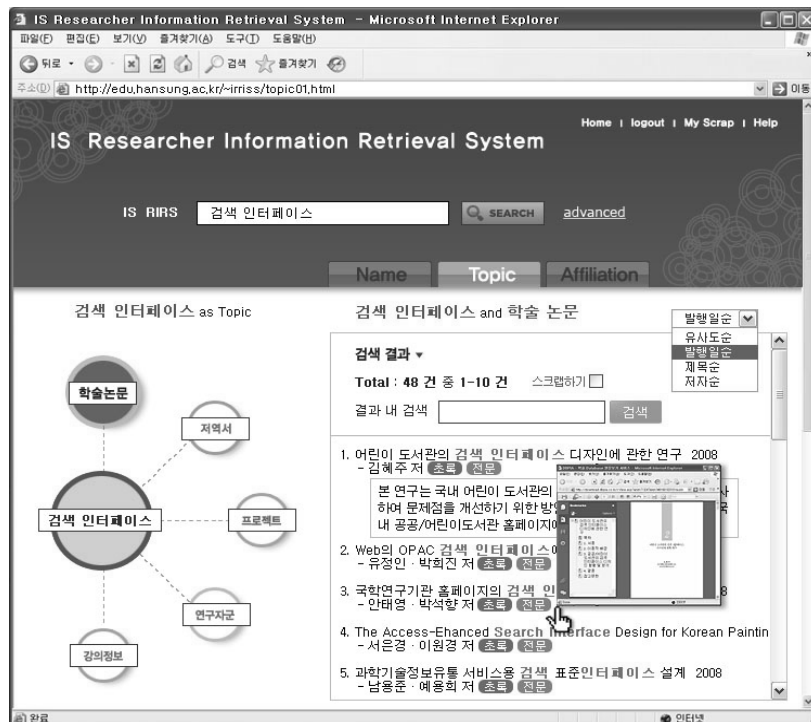 IS Researcher Information Retrieval System - Microsoft Internet Explorer
파일(F) 편집(E) 보기(V) 즐겨찾기(A) 도구(T) 도움말(H)
뒤로 검색 즐겨찾기
주소(D) http://edu.hansung.ac.kr/~irriss/topic01.html 이동
Home | logout | My Scrap | Help
IS Researcher Information Retrieval System
IS RIRS 검색 인터페이스 SEARCH advanced
Name Topic Affiliation
검색 인터페이스 as Topic
검색 인터페이스 and 학술 논문
발행일순
유사도순
발행일순
제목순
저자순
학술논문
저역서
검색 인터페이스
프로젝트
연구자군
강의정보
검색 결과 ▾
Total : 48 건 중 1-10 건 스크랩하기
결과 내 검색 검색
1. 어린이 도서관의 검색 인터페이스 디자인에 관한 연구 2008
- 김혜주 저 초록 전문
본 연구는 국내 어린이 도서관의
하여 문제점을 개선하기 위한
내 공공/어린이도서관 홈페이지
2. Web의 OPAC 검색 인터페이스
- 유정인 · 박희진 저 초록 전문
3. 국학연구기관 홈페이지의 검색 8
- 안태영 · 박석향 저 초록 전문
4. The Access-Ehanced Search Interface Design for Korean Paintin
- 서은경 · 이원경 저 초록 전문
5. 과학기술정보유통 서비스용 검색 표준인터페이스 설계 2008
- 남용준 · 예용희 저 초록 전문
완료 인터넷